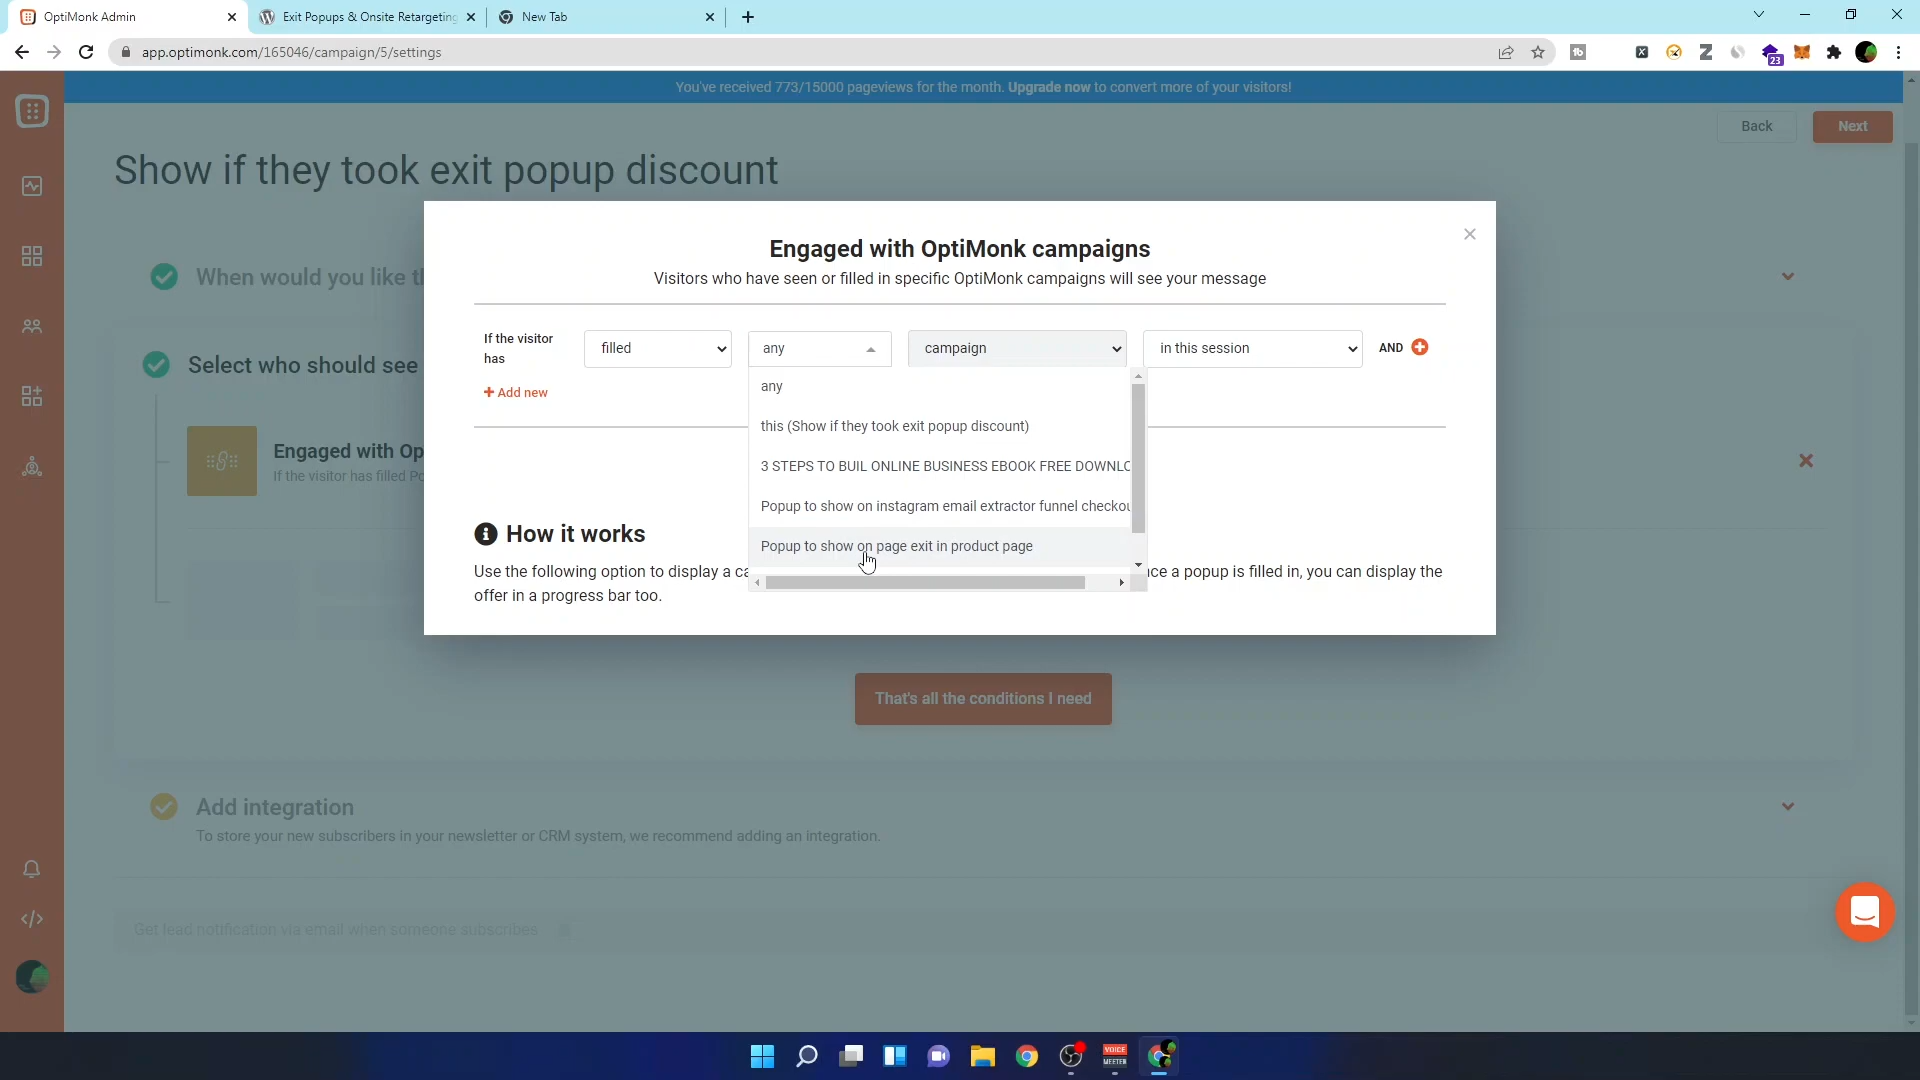 OptiMonk Admin
Exit Popups & Onsite Retargeting
New Tab
app.optimonk.com/165046/campaign/5/settings
23
You've received 773/15000 pageviews for the month. Upgrade now to convert more of your visitors!
Back
Next
Show if they took exit popup discount
When would you like th
Engaged with OptiMonk campaigns
Visitors who have seen or filled in specific OptiMonk campaigns will see your message
If the visitor
has
filled
any
campaign
in this session
AND
+ Add new
any
this (Show if they took exit popup discount)
3 STEPS TO BUIL ONLINE BUSINESS EBOOK FREE DOWNLO
Popup to show on instagram email extractor funnel checkou
Popup to show on page exit in product page
Select who should see
Engaged with Op
If the visitor has filled Po
How it works
Use the following option to display a ca
nce a popup is filled in, you can display the
offer in a progress bar too.
That's all the conditions I need
Add integration
To store your new subscribers in your newsletter or CRM system, we recommend adding an integration.
Get lead notification via email when someone subscribes
VOICE
MEETER